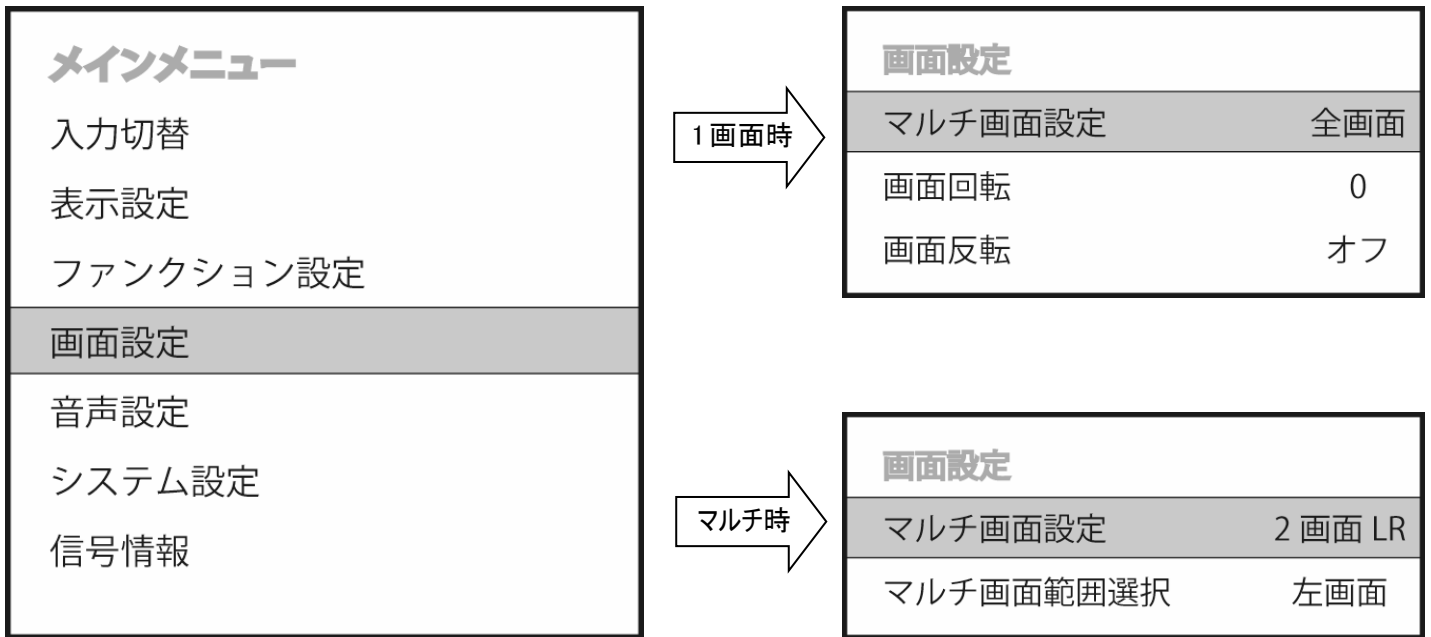 メインメニュー
入力切替
表示設定
ファンクション設定
画面設定
音声設定
システム設定
信号情報
1画面時
画面設定
マルチ画面設定 全画面
画面回転 0
画面反転 オフ
マルチ時
画面設定
マルチ画面設定 2 画面 LR
マルチ画面範囲選択 左画面